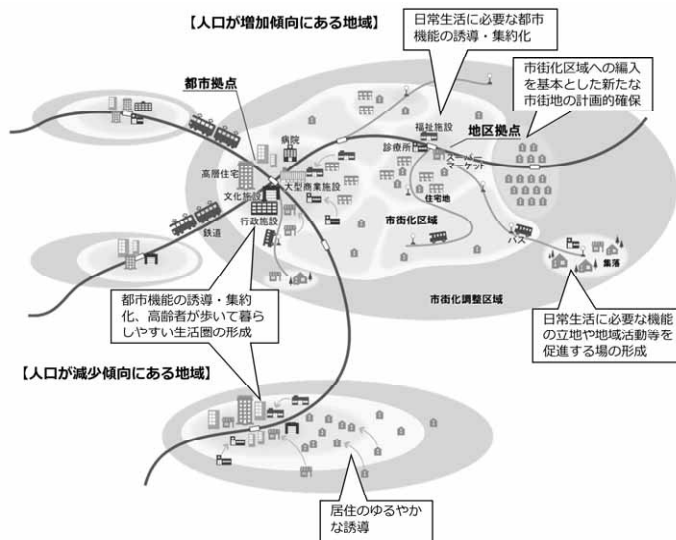 【人口が増加傾向にある地域】
日常生活に必要な都市
機能の誘導・集約化
市街化区域への編入
を基本とした新たな
市街地の計画的確保
都市拠点
病院
福祉施設
地区拠点
診療所
スーパー
マーケット
高層住宅
大型商業施設
文化施設
住宅地
行政施設
市街化区域
鉄道
バス
集落
市街化調整区域
都市機能の誘導・集約
化、高齢者が歩いて暮ら
しやすい生活圏の形成
日常生活に必要な機能
の立地や地域活動等を
促進する場の形成
【人口が減少傾向にある地域】
居住のゆるやか
な誘導